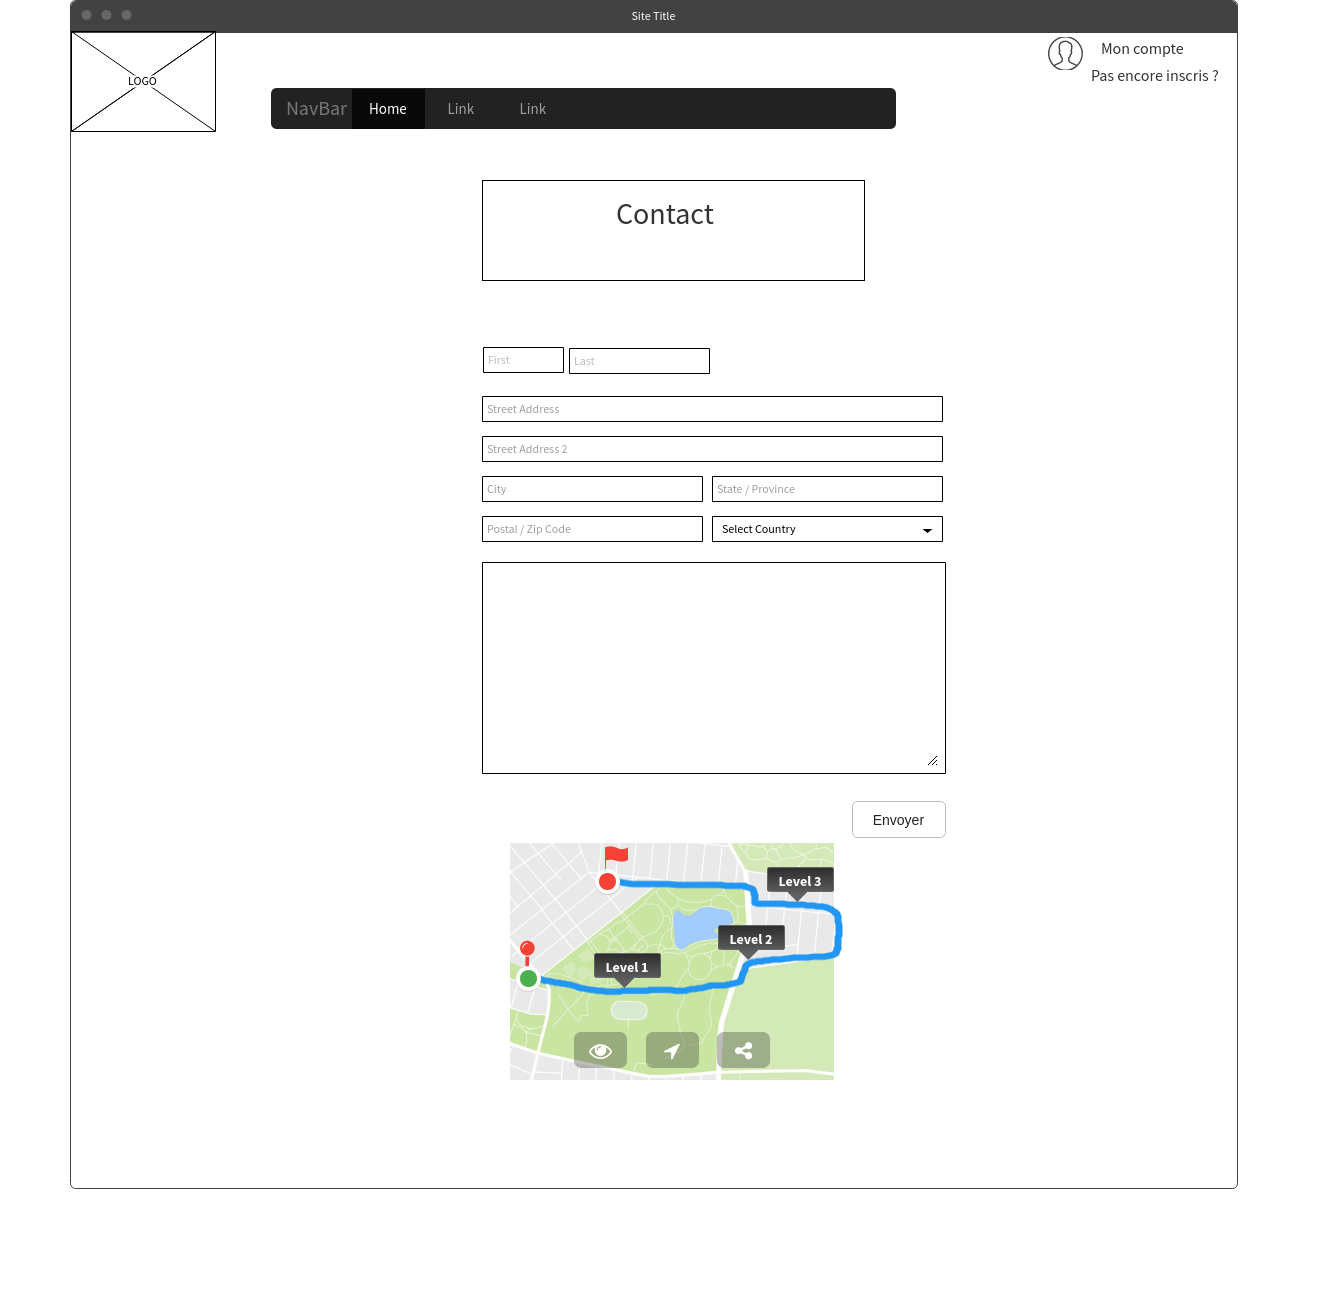 Site Title
LOGO
Mon compte
Pas encore inscris ?
NavBar Home Link Link
Contact
First Last
Street Address
Street Address 2
City State / Province
Postal / Zip Code Select Country
Envoyer
Level 3
Level 2
Level 1